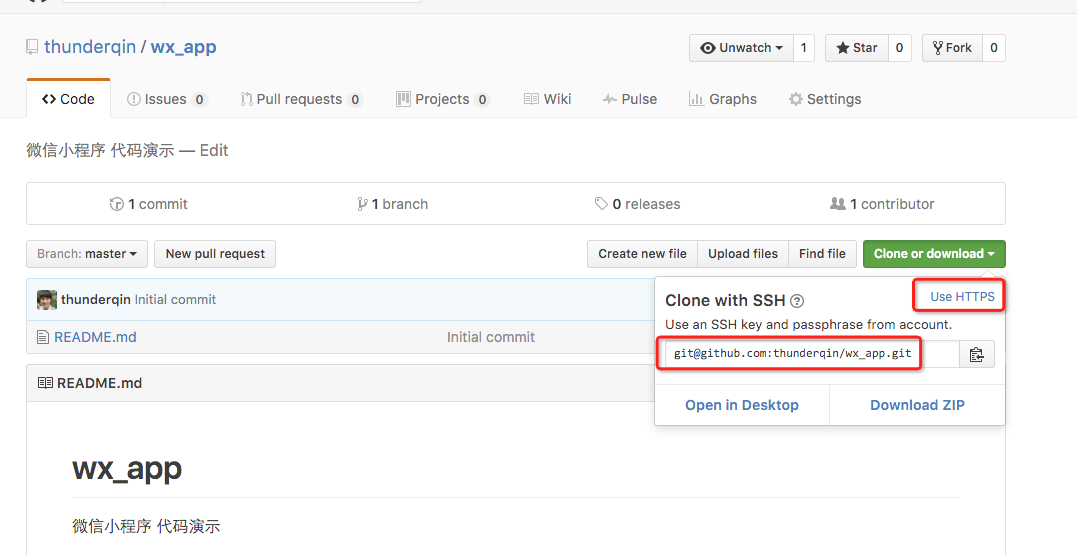 thunderqin / wx_app
Unwatch 1 Star 0 Fork 0
Code Issues 0 Pull requests 0 Projects 0 Wiki Pulse Graphs Settings
微信小程序 代码演示 — Edit
1 commit 1 branch 0 releases 1 contributor
Branch: master New pull request Create new file Upload files Find file Clone or download
thunderqin Initial commit
README.md Initial commit
Clone with SSH Use HTTPS
Use an SSH key and passphrase from account.
git@github.com:thunderqin/wx_app.git
Open in Desktop Download ZIP
README.md
wx_app
微信小程序 代码演示